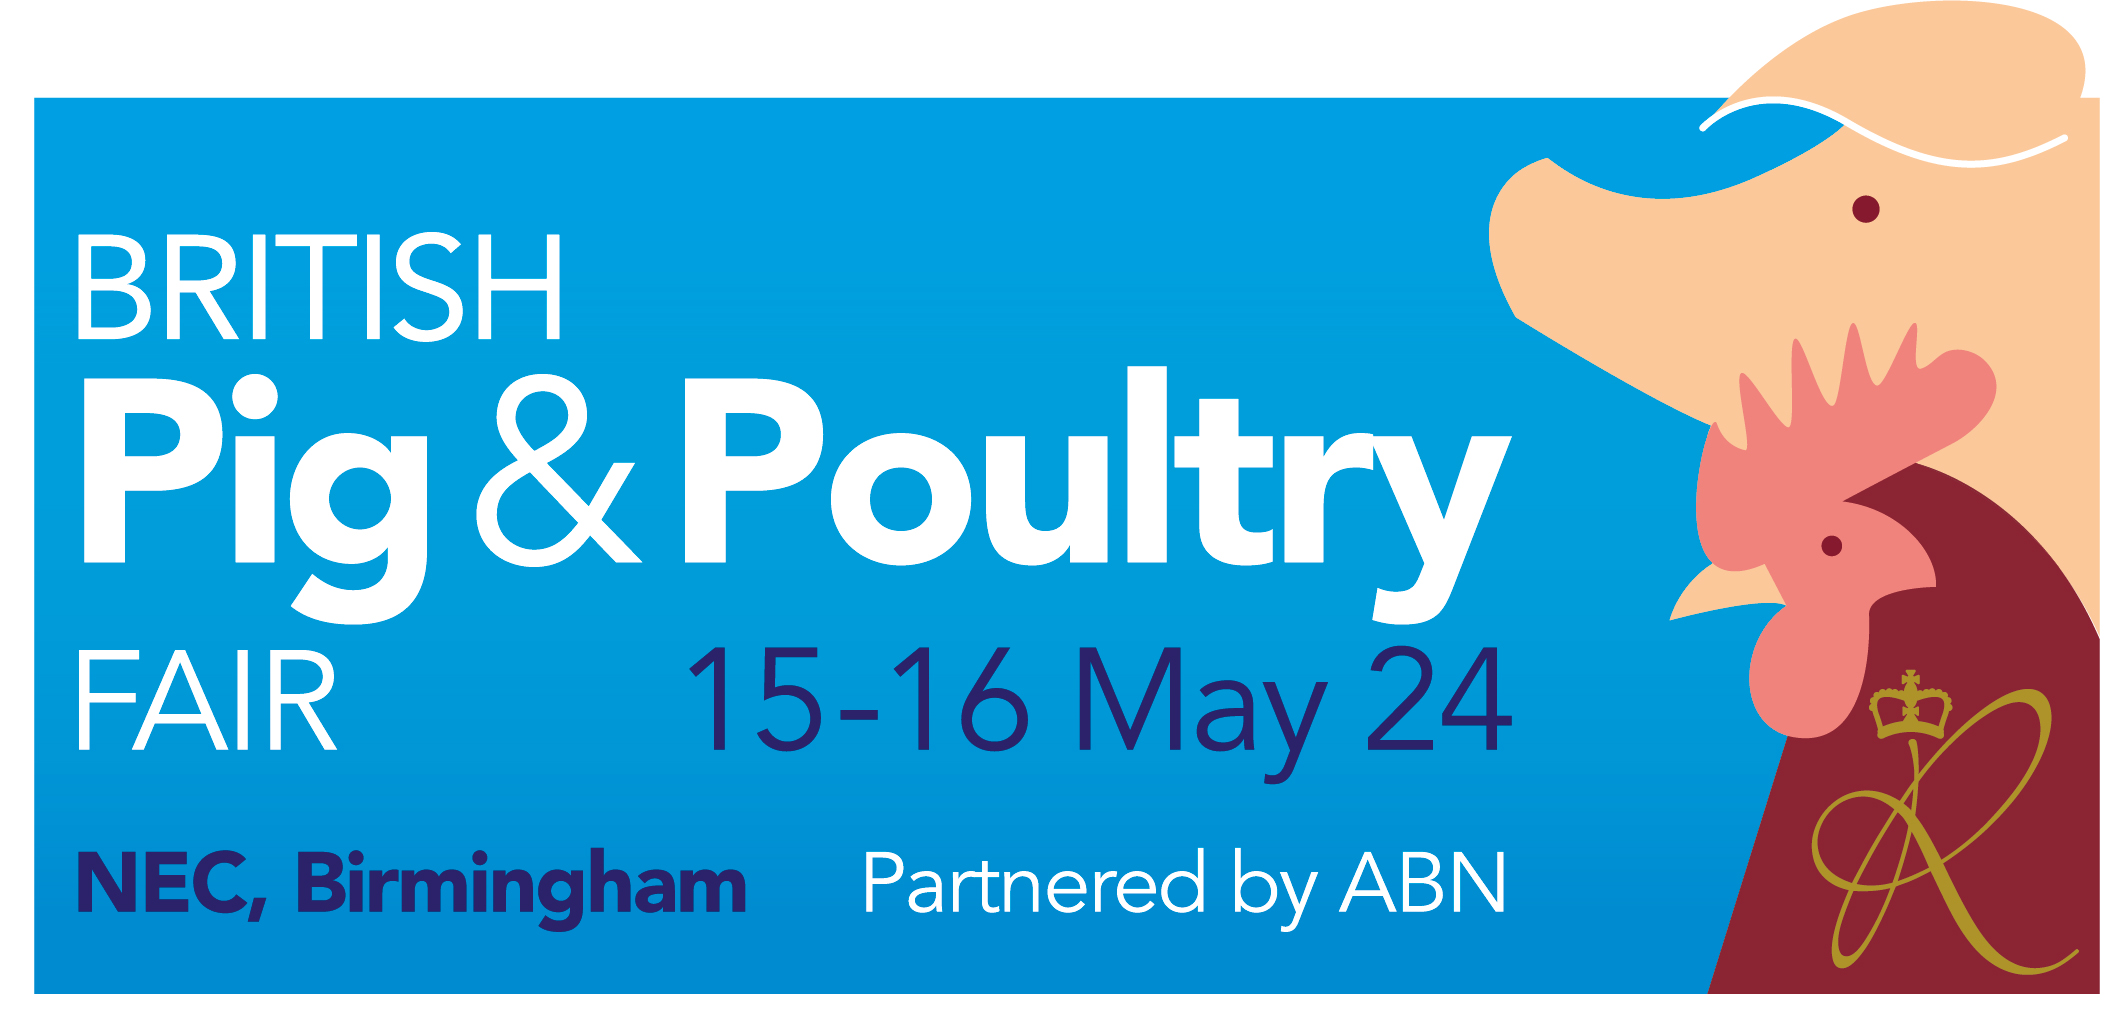 BRITISH
Pig & Poultry
FAIR 15-16 May 24
NEC, Birmingham Partnered by ABN
R